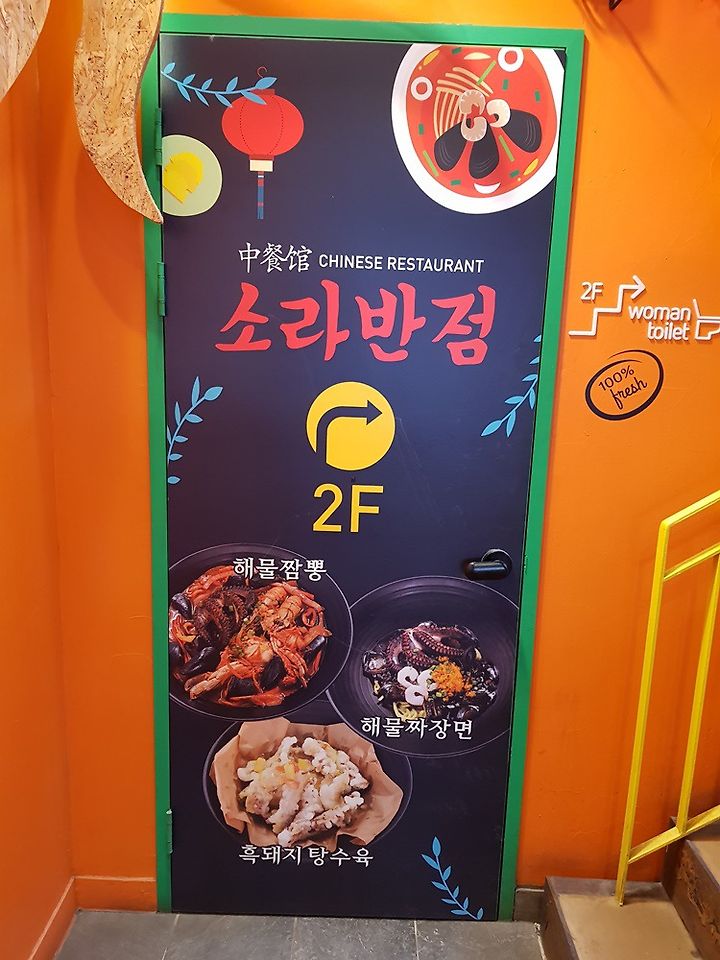 中餐馆 CHINESE RESTAURANT
소라반점
2F
woman
toilet
100%
fresh
2F
해물짬뽕
해물짜장면
흑돼지탕수육